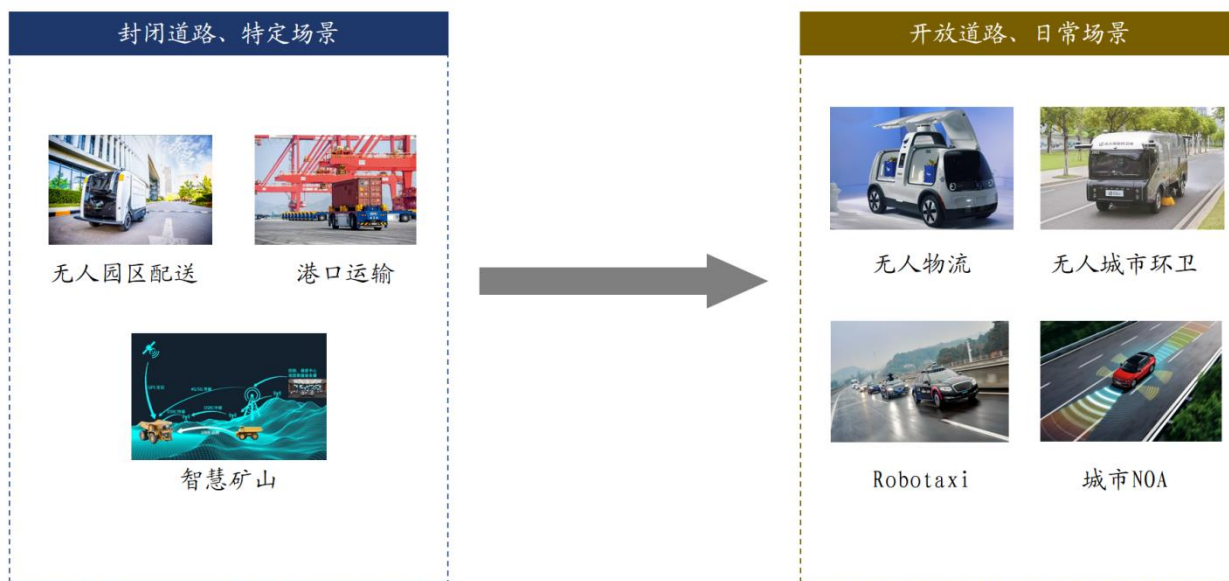 封闭道路、特定场景
开放道路、日常场景
无人园区配送
港口运输
无人物流
无人城市环卫
智慧矿山
Robotaxi
城市NOA